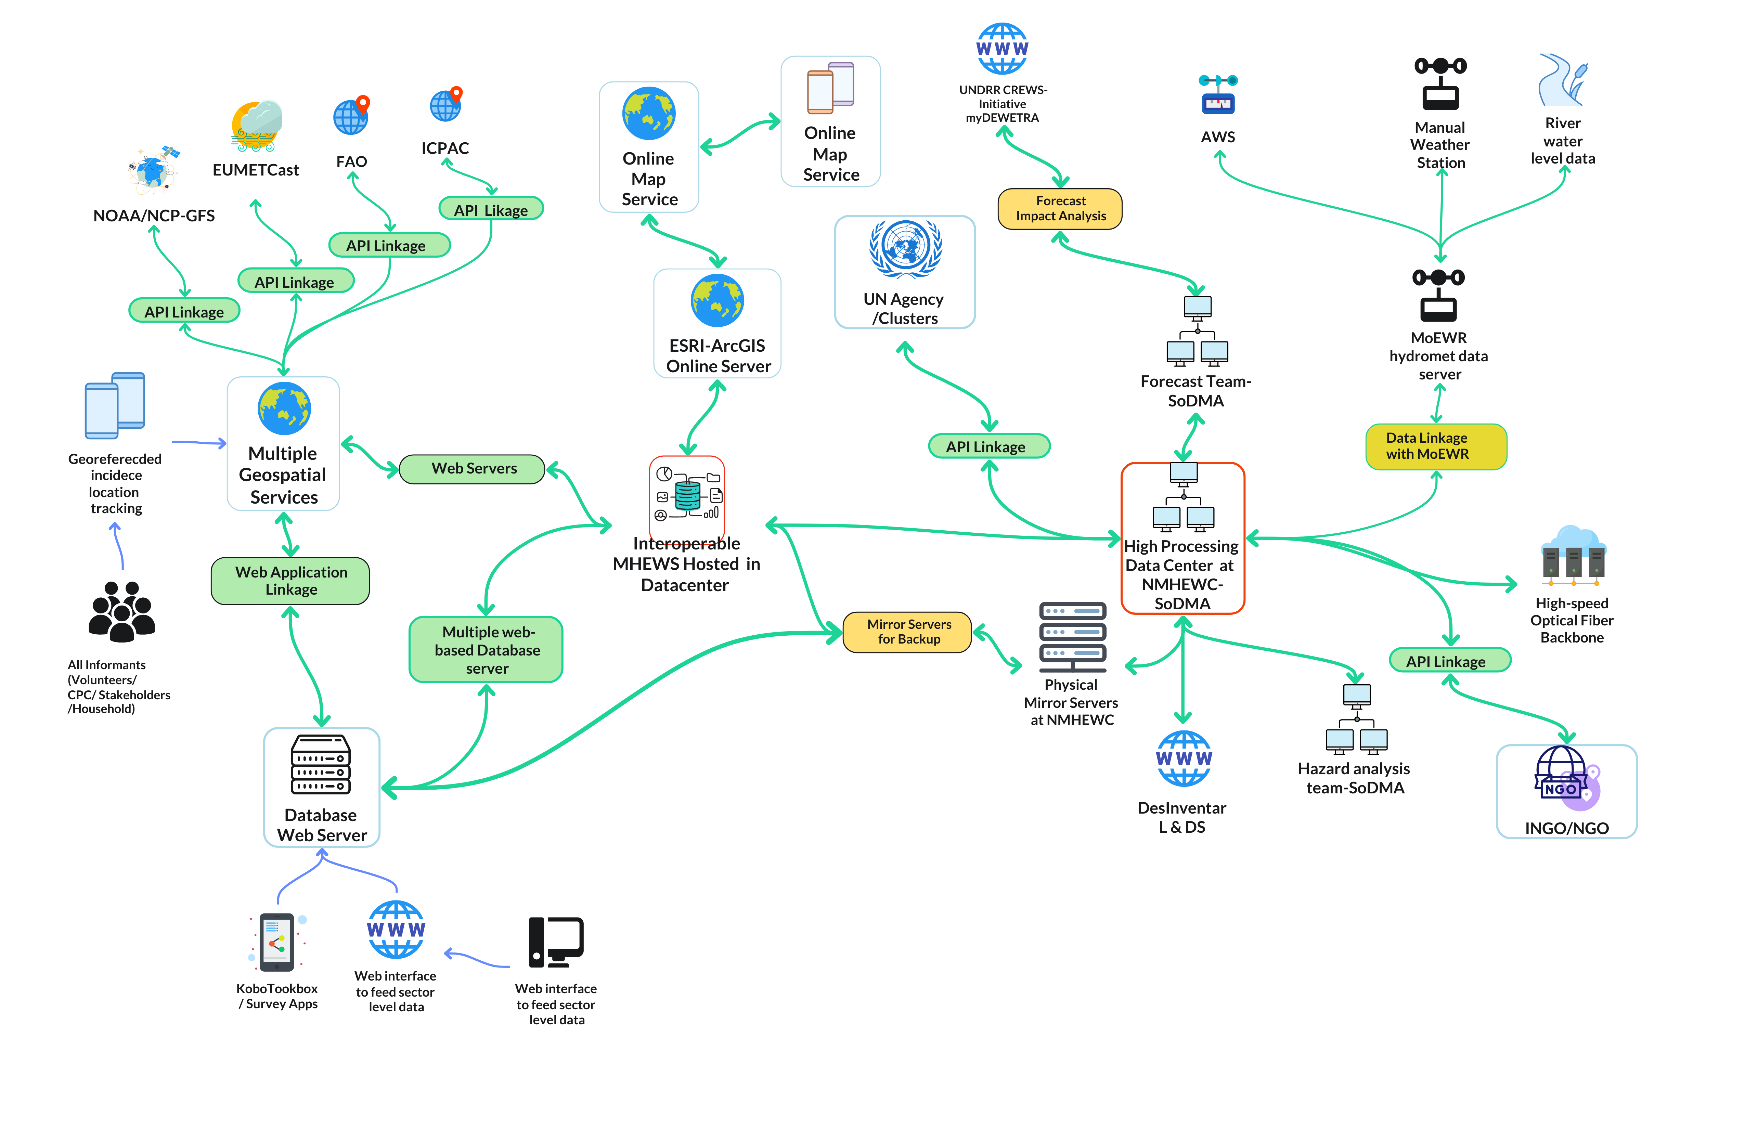 WWW
UNDRR CREWS-
Initiative
myDEWETRA
Online
Map
Service
Online
Map
Service
AWS
Manual
Weather
Station
River
water
level data
EUMETCast
FAO
ICPAC
NOAA/NCP-GFS
API Linkage
API Linkage
API Linkage
API  Likage
Forecast
Impact Analysis
UN Agency
/Clusters
ESRI-ArcGIS
Online Server
Forecast Team-
SoDMA
MoEWR
hydromet data
server
Data Linkage
with MoEWR
Georeferecded
incidece
location
tracking
Multiple
Geospatial
Services
Web Servers
API Linkage
Interoperable
MHEWS Hosted  in
Datacenter
High Processing
Data Center  at
NMHEWC-
SoDMA
High-speed
Optical Fiber
Backbone
Web Application
Linkage
All Informants
(Volunteers/
CPC/ Stakeholders
/Household)
Multiple web-
based Database
server
Mirror Servers
for Backup
Physical
Mirror Servers
at NMHEWC
API Linkage
Database
Web Server
WWW
DesInventar
L & DS
Hazard analysis
team-SoDMA
NGO
INGO/NGO
KoboTookbox
/ Survey Apps
WWW
Web interface
to feed sector
level data
Web interface
to feed sector
level data